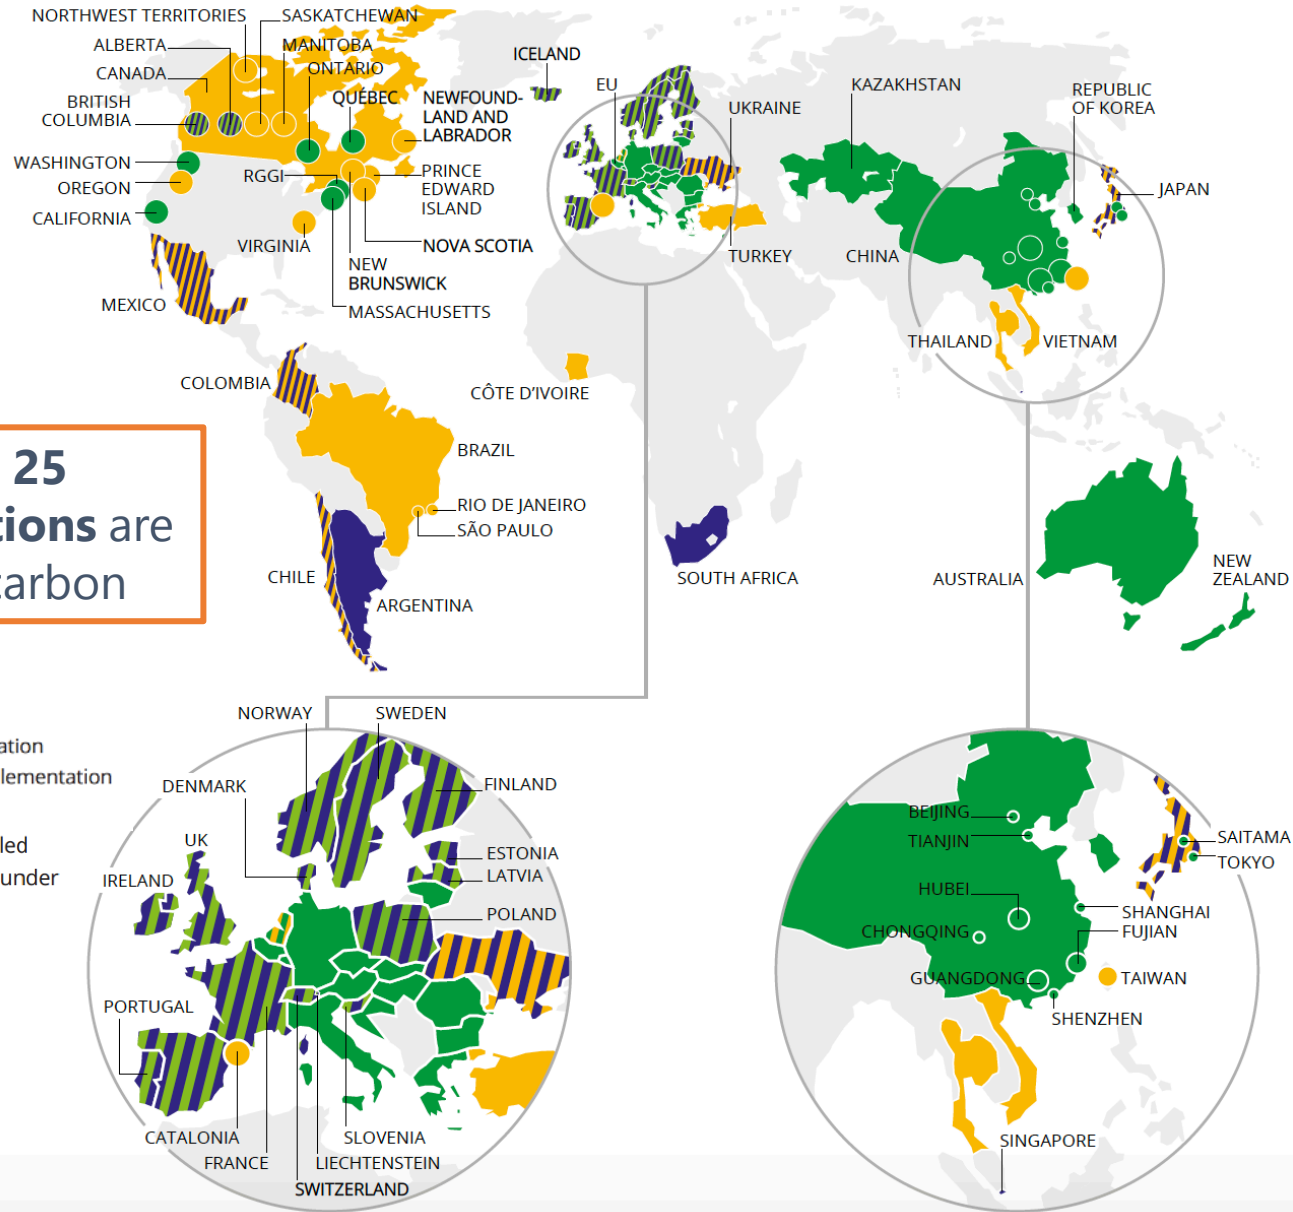 NORTHWEST TERRITORIES
SASKATCHEWAN
ALBERTA
MANITOBA
CANADA
ONTARIO
BRITISH
COLUMBIA
QUÉBEC
NEWFOUND-
LAND AND
LABRADOR
WASHINGTON
OREGON
RGGI
PRINCE
EDWARD
ISLAND
CALIFORNIA
VIRGINIA
NOVA SCOTIA
NEW
BRUNSWICK
MASSACHUSETTS
MEXICO
ICELAND
EU
UKRAINE
KAZAKHSTAN
REPUBLIC
OF KOREA
JAPAN
TURKEY
CHINA
THAILAND
VIETNAM
COLOMBIA
CÔTE D'IVOIRE
BRAZIL
RIO DE JANEIRO
SÃO PAULO
CHILE
ARGENTINA
SOUTH AFRICA
AUSTRALIA
NEW
ZEALAND
25
tions are
carbon
ation
lementation
led
under
NORWAY
SWEDEN
DENMARK
FINLAND
UK
IRELAND
ESTONIA
LATVIA
POLAND
PORTUGAL
CATALONIA
SLOVENIA
FRANCE
LIECHTENSTEIN
SWITZERLAND
BEIJING
TIANJIN
SAITAMA
TOKYO
HUBEI
SHANGHAI
CHONGQING
FUJIAN
GUANGDONG
TAIWAN
SHENZHEN
SINGAPORE